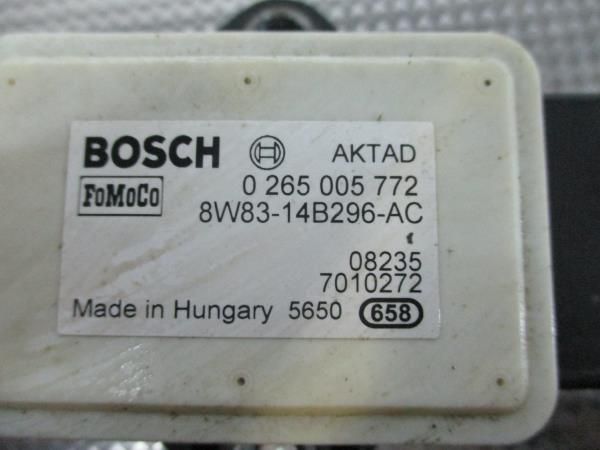 BOSCH AKTAD
0 265 005 772
FoMoCo
8W83-14B296-AC
08235
7010272
Made in Hungary 5650 658